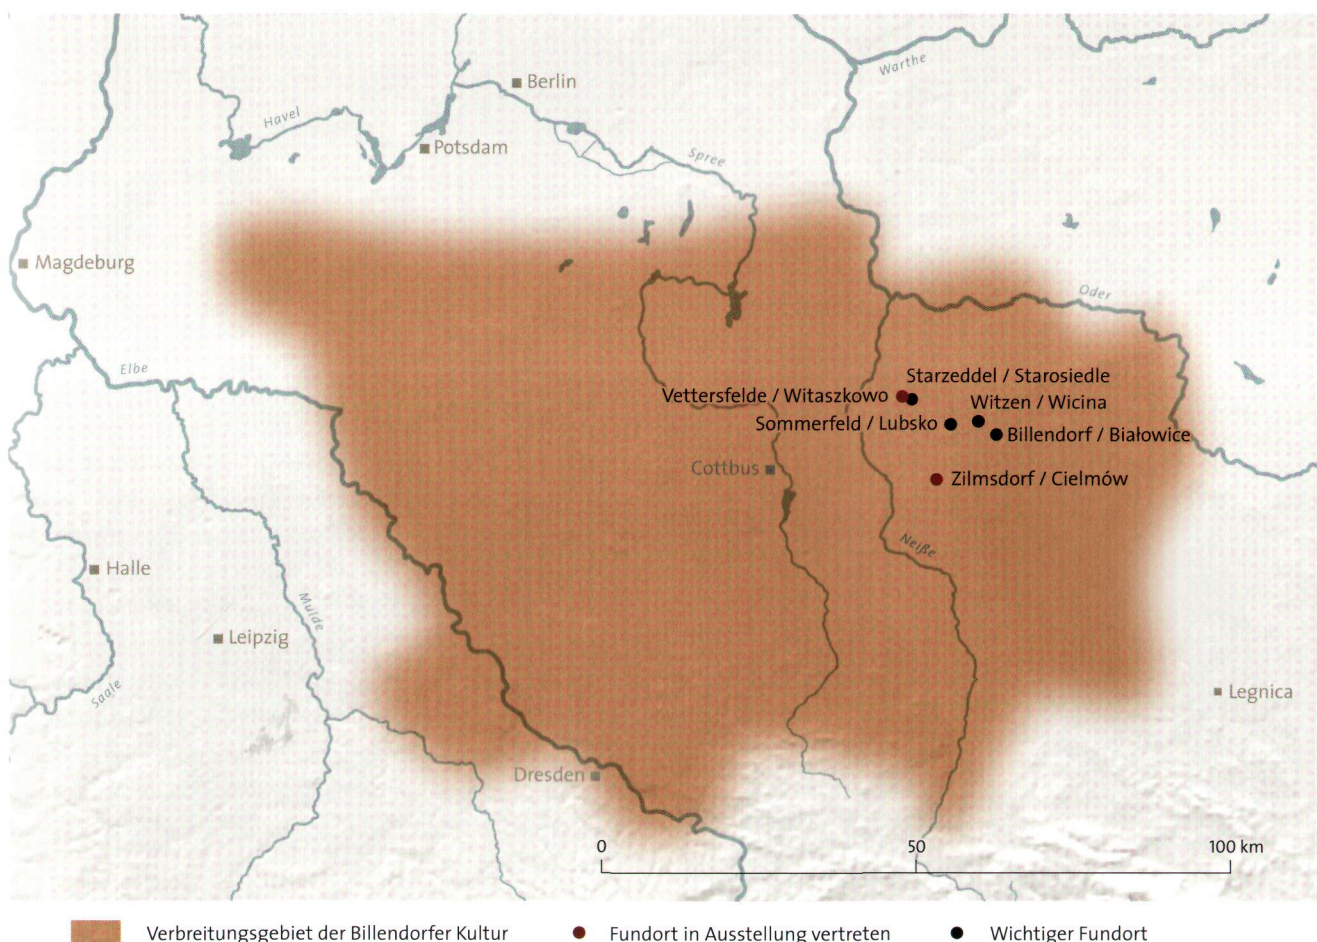 Berlin
Warthe
Havel
Potsdam
Spree
Magdeburg
Oder
Elbe
Starzeddel / Starosiedle
Vettersfelde / Witaszkowo
Witzen / Wicina
Sommerfeld / Lubsko
Billendorf / Białowice
Cottbus
Zilmsdorf / Cielmów
Neiße
Halle
Mulde
Leipzig
Saale
Legnica
Dresden
0 50 100 km
Verbreitungsgebiet der Billendorfer Kultur Fundort in Ausstellung vertreten Wichtiger Fundort